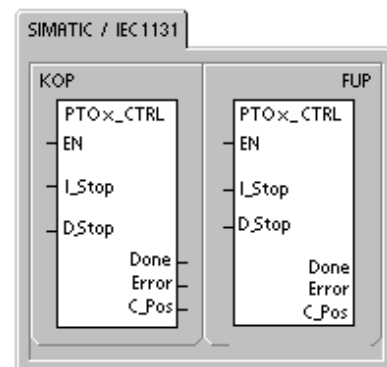 SIMATIC / IEC1131
KOP
PTOx_CTRL
EN
I_Stop
D_Stop
Done
Error
C_Pos
FUP
PTOx_CTRL
EN
I_Stop
D_Stop
Done
Error
C_Pos